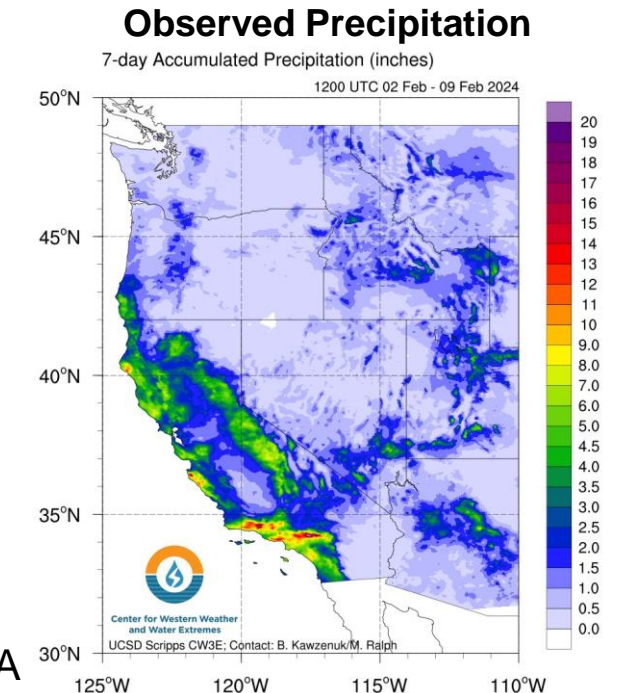 Observed Precipitation
7-day Accumulated Precipitation (inches)
1200 UTC 02 Feb - 09 Feb 2024
50°N
45°N
40°N
35°N
30°N
125°W
120°W
115°W
110°W
20
19
18
17
16
15
14
13
12
11
10
9.0
8.0
7.0
6.0
5.0
4.5
4.0
3.5
3.0
2.5
2.0
1.5
1.0
0.5
0.0
Center for Western Weather
and Water Extremes
UCSD Scripps CW3E; Contact: B. Kawzenuk/M. Ralph
A